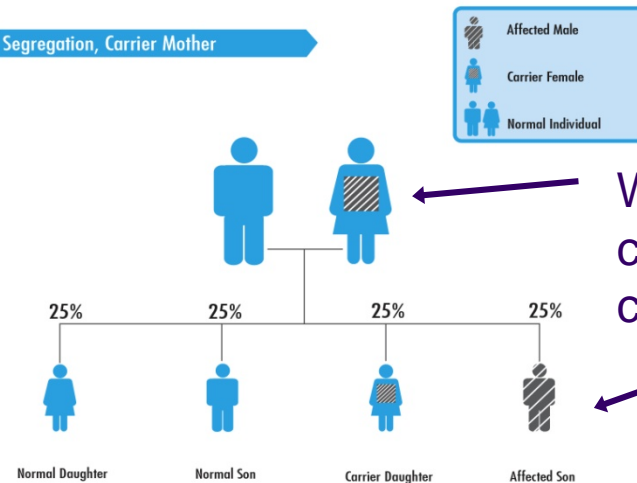 Segregation, Carrier Mother
Affected Male
Carrier Female
Normal Individual
25%
25%
25%
25%
Normal Daughter
Normal Son
Carrier Daughter
Affected Son